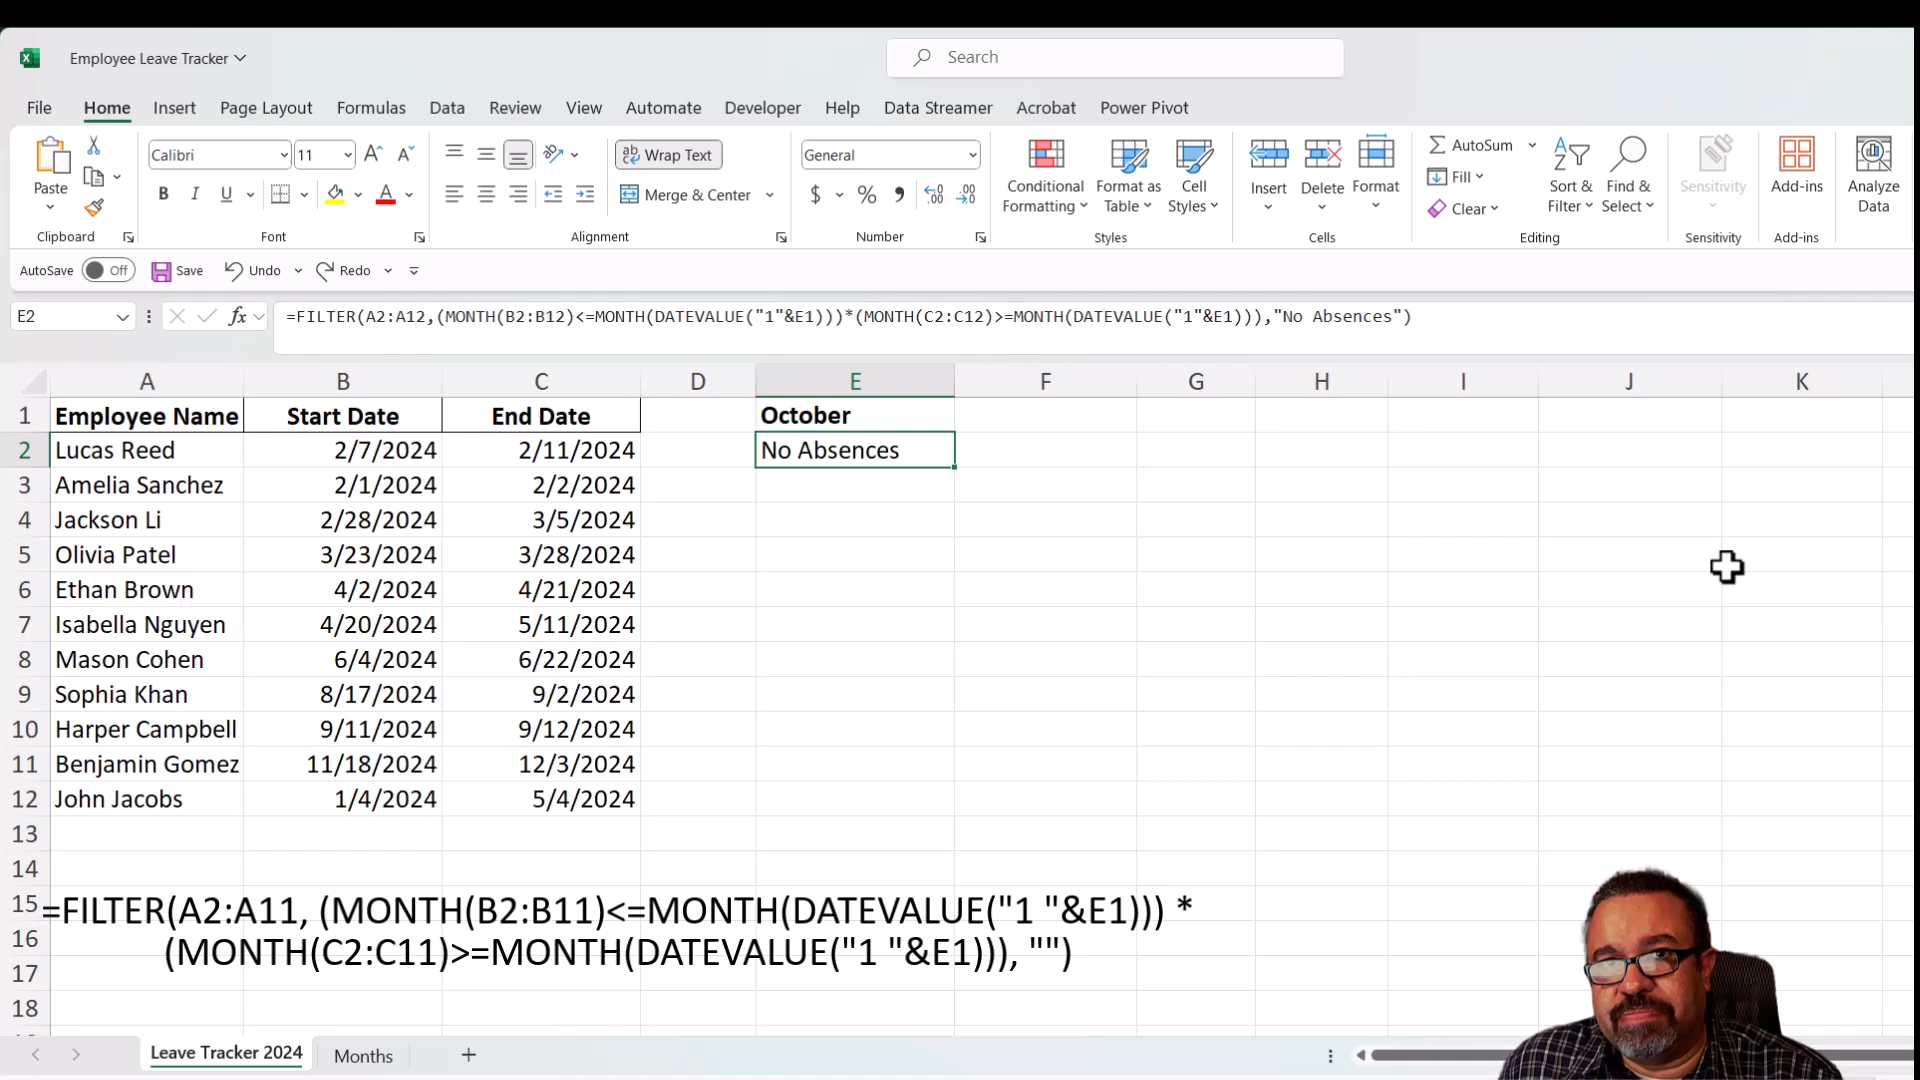 Employee Leave Tracker
Search
File Home Insert Page Layout Formulas Data Review View Automate Developer Help Data Streamer Acrobat Power Pivot
Paste
Clipboard
Calibri 11
B I U A
Font
Wrap Text
Merge & Center
Alignment
General
$ %
Number
Conditional Formatting
Format as Table
Cell Styles
Styles
Insert Delete Format
Cells
AutoSum
Fill
Clear
Sort & Filter
Find & Select
Editing
Sensitivity
Sensitivity
Add-ins
Add-ins
Analyze Data
AutoSave Off Save Undo Redo
E2 fx =FILTER(A2:A12,(MONTH(B2:B12)<=MONTH(DATEVALUE("1"&E1)))*(MONTH(C2:C12)>=MONTH(DATEVALUE("1"&E1))),"No Absences")
A B C D E F G H I J K
1 Employee Name Start Date End Date October
2 Lucas Reed 2/7/2024 2/11/2024 No Absences
3 Amelia Sanchez 2/1/2024 2/2/2024
4 Jackson Li 2/28/2024 3/5/2024
5 Olivia Patel 3/23/2024 3/28/2024
6 Ethan Brown 4/2/2024 4/21/2024
7 Isabella Nguyen 4/20/2024 5/11/2024
8 Mason Cohen 6/4/2024 6/22/2024
9 Sophia Khan 8/17/2024 9/2/2024
10 Harper Campbell 9/11/2024 9/12/2024
11 Benjamin Gomez 11/18/2024 12/3/2024
12 John Jacobs 1/4/2024 5/4/2024
13
14
15 =FILTER(A2:A11, (MONTH(B2:B11)<=MONTH(DATEVALUE("1 "&E1))) *
16 (MONTH(C2:C11)>=MONTH(DATEVALUE("1 "&E1))), "")
17
18
Leave Tracker 2024 Months